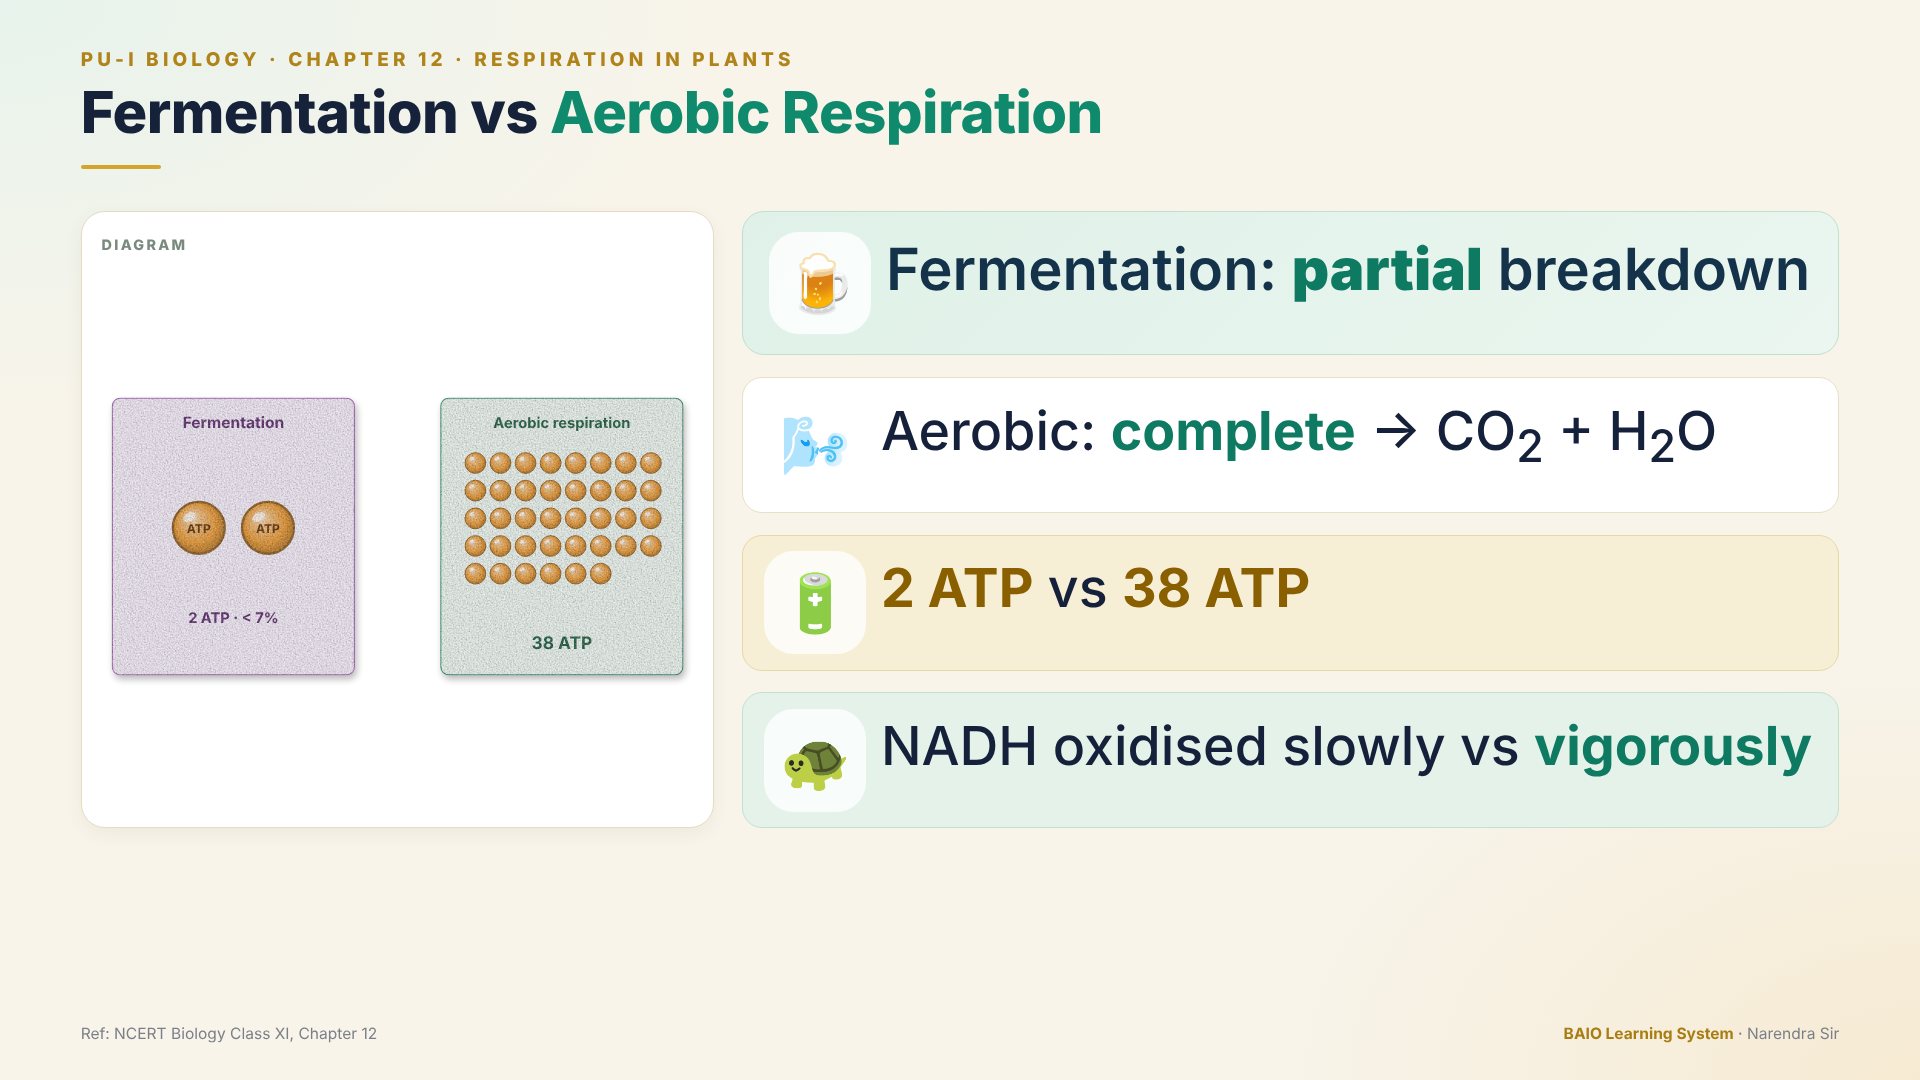 PU-I BIOLOGY · CHAPTER 12 · RESPIRATION IN PLANTS
Fermentation vs Aerobic Respiration
DIAGRAM
Fermentation
ATP ATP
2 ATP · < 7%
Aerobic respiration
38 ATP
Fermentation: partial breakdown
Aerobic: complete → CO₂ + H₂O
2 ATP vs 38 ATP
NADH oxidised slowly vs vigorously
Ref: NCERT Biology Class XI, Chapter 12
BAIO Learning System · Narendra Sir